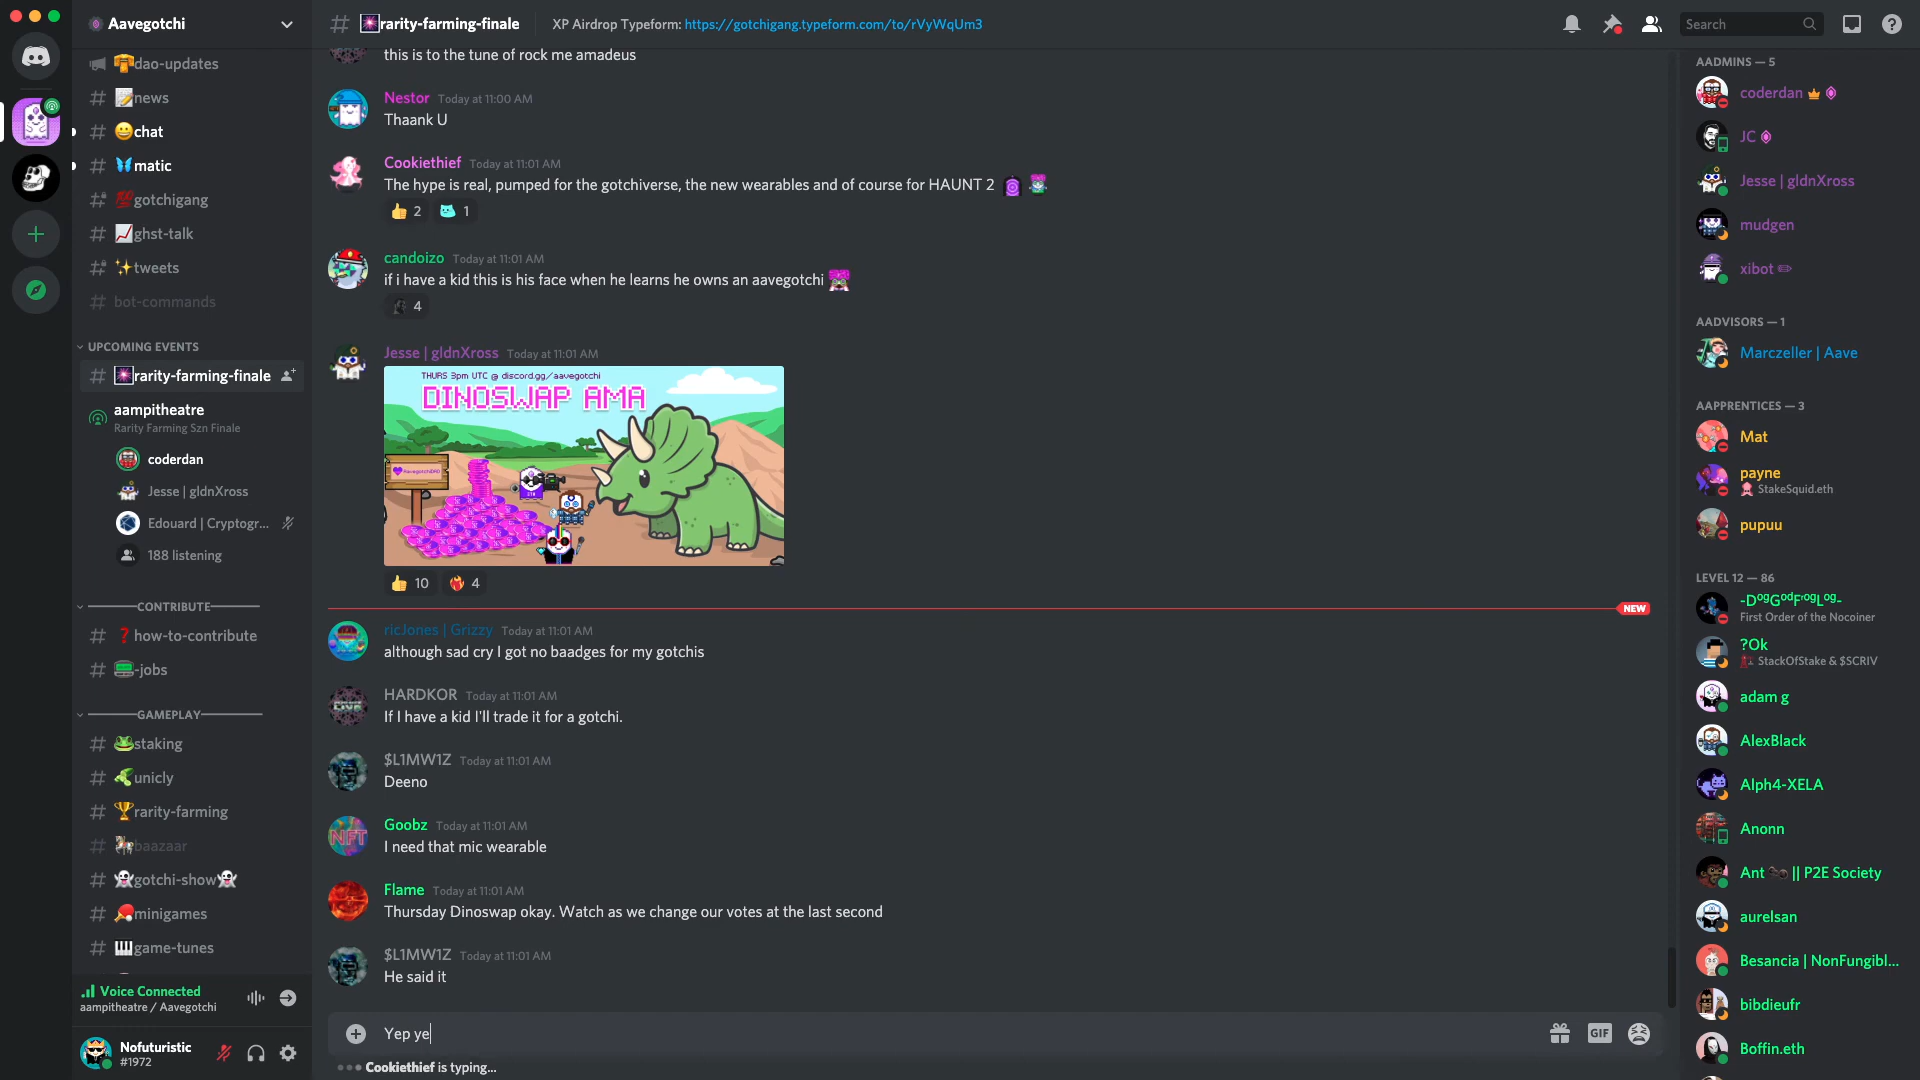 Aavegotchi
dao-updates
news
chat
matic
gotchigang
ghst-talk
tweets
bot-commands
UPCOMING EVENTS
rarity-farming-finale
aampitheatre
Rarity Farming Szn Finale
coderdan
Jesse | gldnXross
Edouard | Cryptogr...
188 listening
CONTRIBUTE
how-to-contribute
-jobs
GAMEPLAY
staking
unicly
rarity-farming
baazaar
gotchi-show
minigames
game-tunes
Voice Connected
aampitheatre / Aavegotchi
Nofuturistic
#1972
rarity-farming-finale XP Airdrop Typeform: https://gotchigang.typeform.com/to/rVyWqUm3
Search
this is to the tune of rock me amadeus
Nestor Today at 11:00 AM
Thaank U
Cookiethief Today at 11:01 AM
The hype is real, pumped for the gotchiverse, the new wearables and of course for HAUNT 2
2 1
candoizo Today at 11:01 AM
if i have a kid this is his face when he learns he owns an aavegotchi
4
Jesse | gldnXross Today at 11:01 AM
THURS 3pm UTC @ discord.gg/aavegotchi
DINOSWAP AMA
AavegotchiDAO
10 4
NEW
ricJones | Grizzy Today at 11:01 AM
although sad cry I got no baadges for my gotchis
HARDKOR Today at 11:01 AM
If I have a kid I'll trade it for a gotchi.
$L1MW1Z Today at 11:01 AM
Deeno
Goobz Today at 11:01 AM
NFT
I need that mic wearable
Flame Today at 11:01 AM
Thursday Dinoswap okay. Watch as we change our votes at the last second
$L1MW1Z Today at 11:01 AM
He said it
Yep ye
GIF
Cookiethief is typing...
AADMINS — 5
coderdan
JC
Jesse | gldnXross
mudgen
xibot ✏
AADVISORS — 1
Marczeller | Aave
AAPPRENTICES — 3
Mat
payne
StakeSquid.eth
pupuu
LEVEL 12 — 86
-DᵒᵍGᵒᵈFʳᵒᵍLᵒᵍ-
First Order of the Nocoiner
?Ok
StackOfStake & $SCRIV
adam g
AlexBlack
Alph4-XELA
Anonn
Ant || P2E Society
aurelsan
Besancia | NonFungibl...
bibdieufr
Boffin.eth